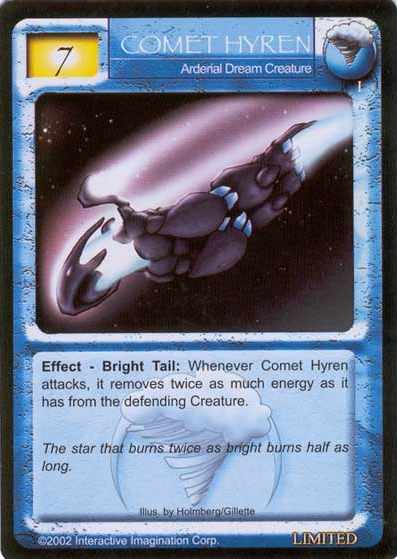 7
COMET HYREN
Arderial Dream Creature
1
Effect - Bright Tail: Whenever Comet Hyren
attacks, it removes twice as much energy as it
has from the defending Creature.
The star that burns twice as bright burns half as
long.
Illus. by Holmberg/Gillette
©2002 Interactive Imagination Corp.
LIMITED